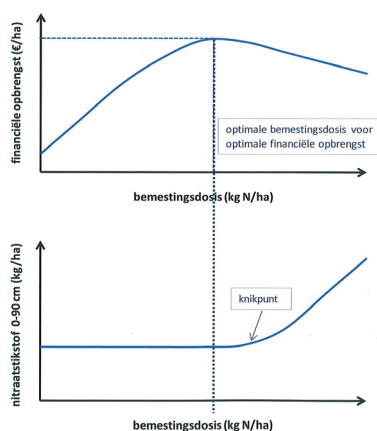 financiële opbrengst (€/ha)
optimale bemestingsdosis voor
optimale financiële opbrengst
bemestingsdosis (kg N/ha)
nitraatstikstof 0-90 cm (kg/ha)
knikpunt
bemestingsdosis (kg N/ha)